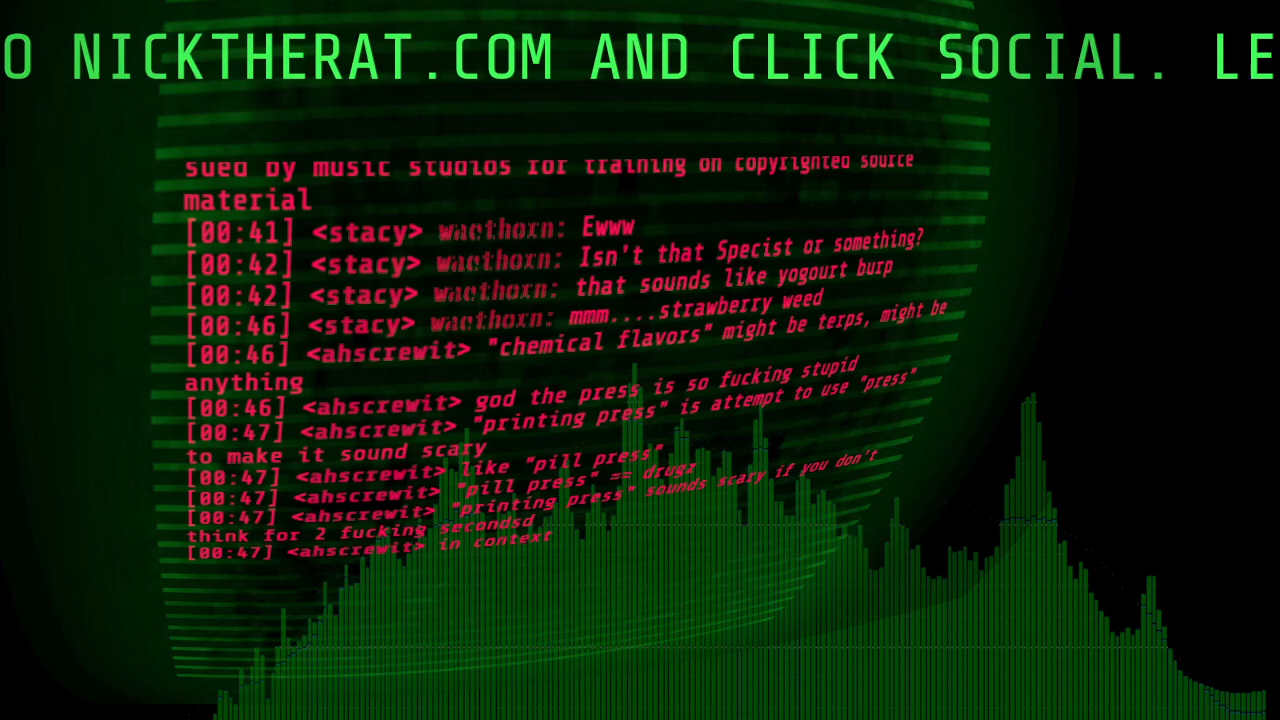 O NICKTHERAT.COM AND CLICK SOCIAL. LE
sued by music studios for training on copyrighted source
material
[00:41] <stacy> waethorn: Ewww
[00:42] <stacy> waethorn: Isn't that Specist or something?
[00:42] <stacy> waethorn: that sounds like yogourt burp
[00:46] <stacy> waethorn: mmm....strawberry weed
[00:46] <ahscrewit> "chemical flavors" might be terps, might be
anything
[00:46] <ahscrewit> god the press is so fucking stupid
[00:47] <ahscrewit> "printing press" is attempt to use "press"
to make it sound scary
[00:47] <ahscrewit> like "pill press"
[00:47] <ahscrewit> "pill press" == drugz
[00:47] <ahscrewit> "printing press" sounds scary if you don't
think for 2 fucking secondsd
[00:47] <ahscrewit> in context